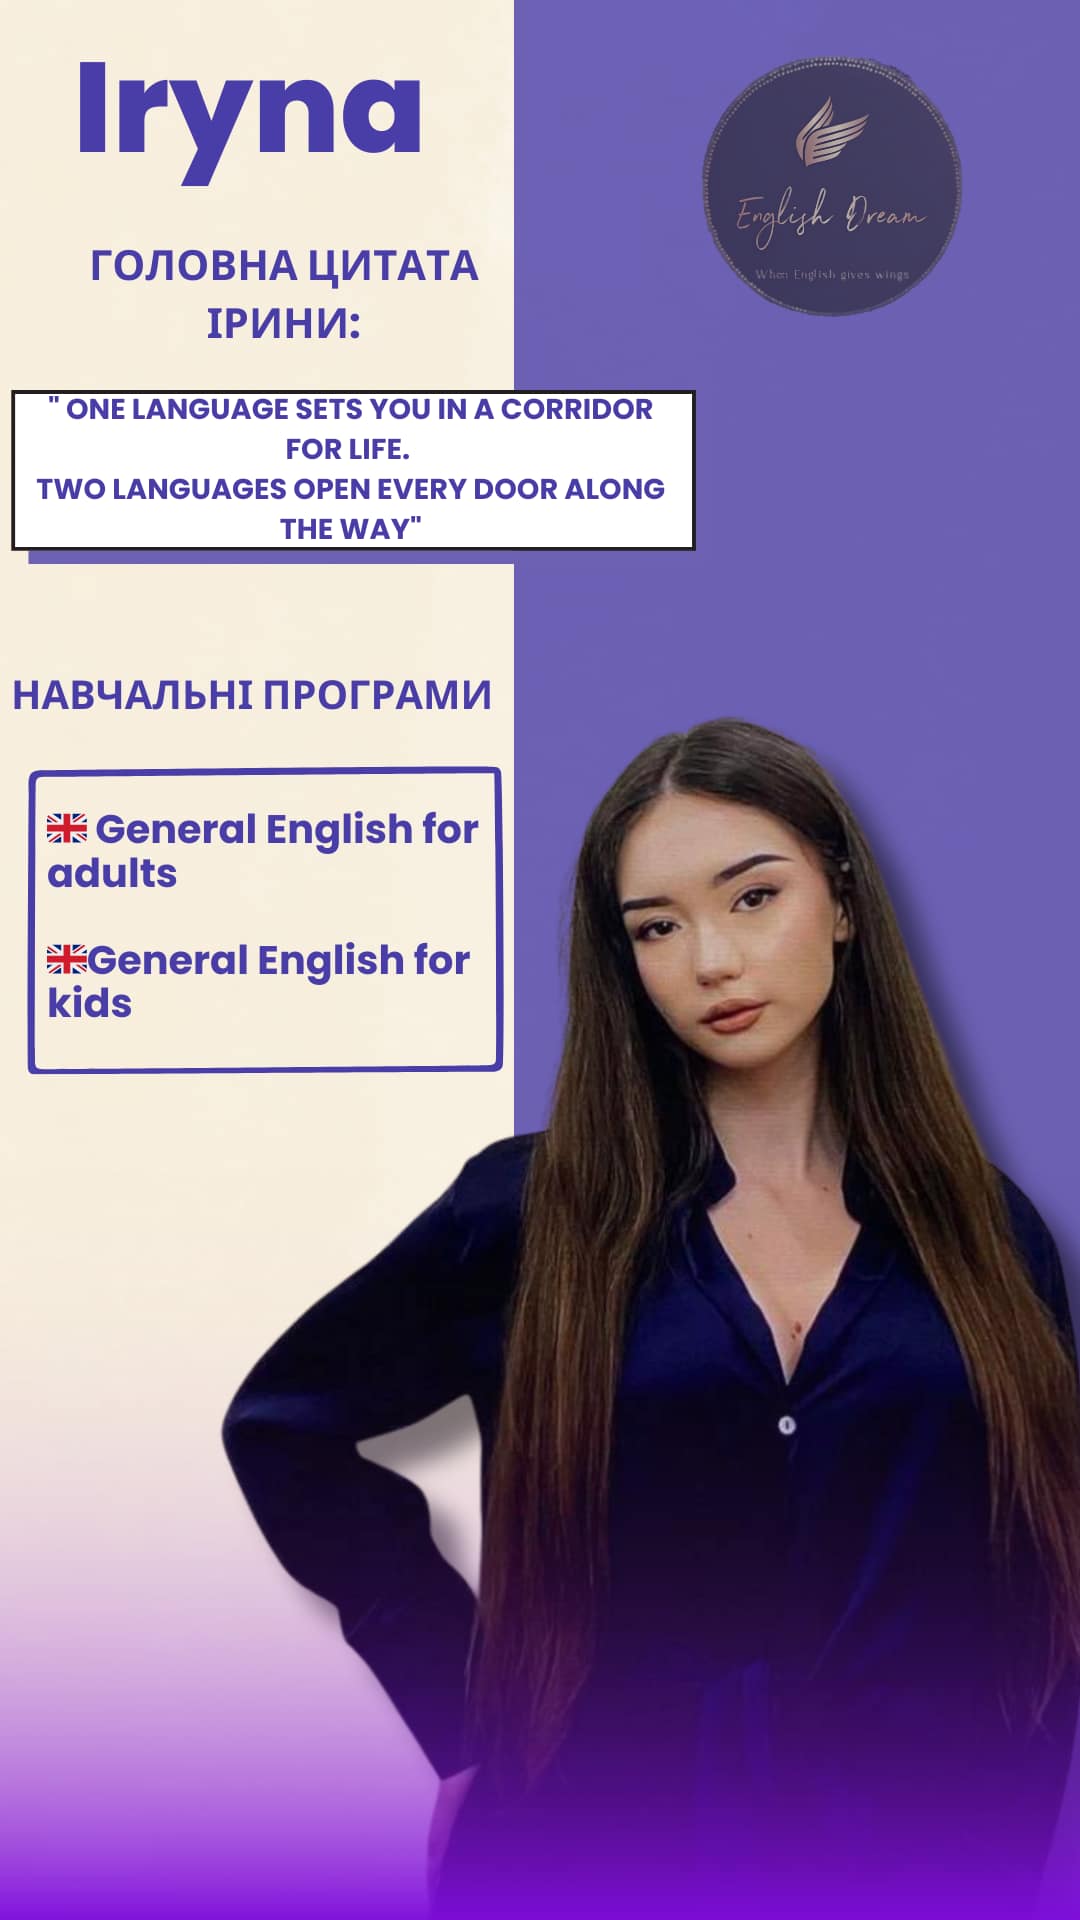 Iryna
English Dream
When English gives wings
ГОЛОВНА ЦИТАТА
ІРИНИ:
" ONE LANGUAGE SETS YOU IN A CORRIDOR
FOR LIFE.
TWO LANGUAGES OPEN EVERY DOOR ALONG
THE WAY"
НАВЧАЛЬНІ ПРОГРАМИ
🇬🇧 General English for
adults
🇬🇧General English for
kids